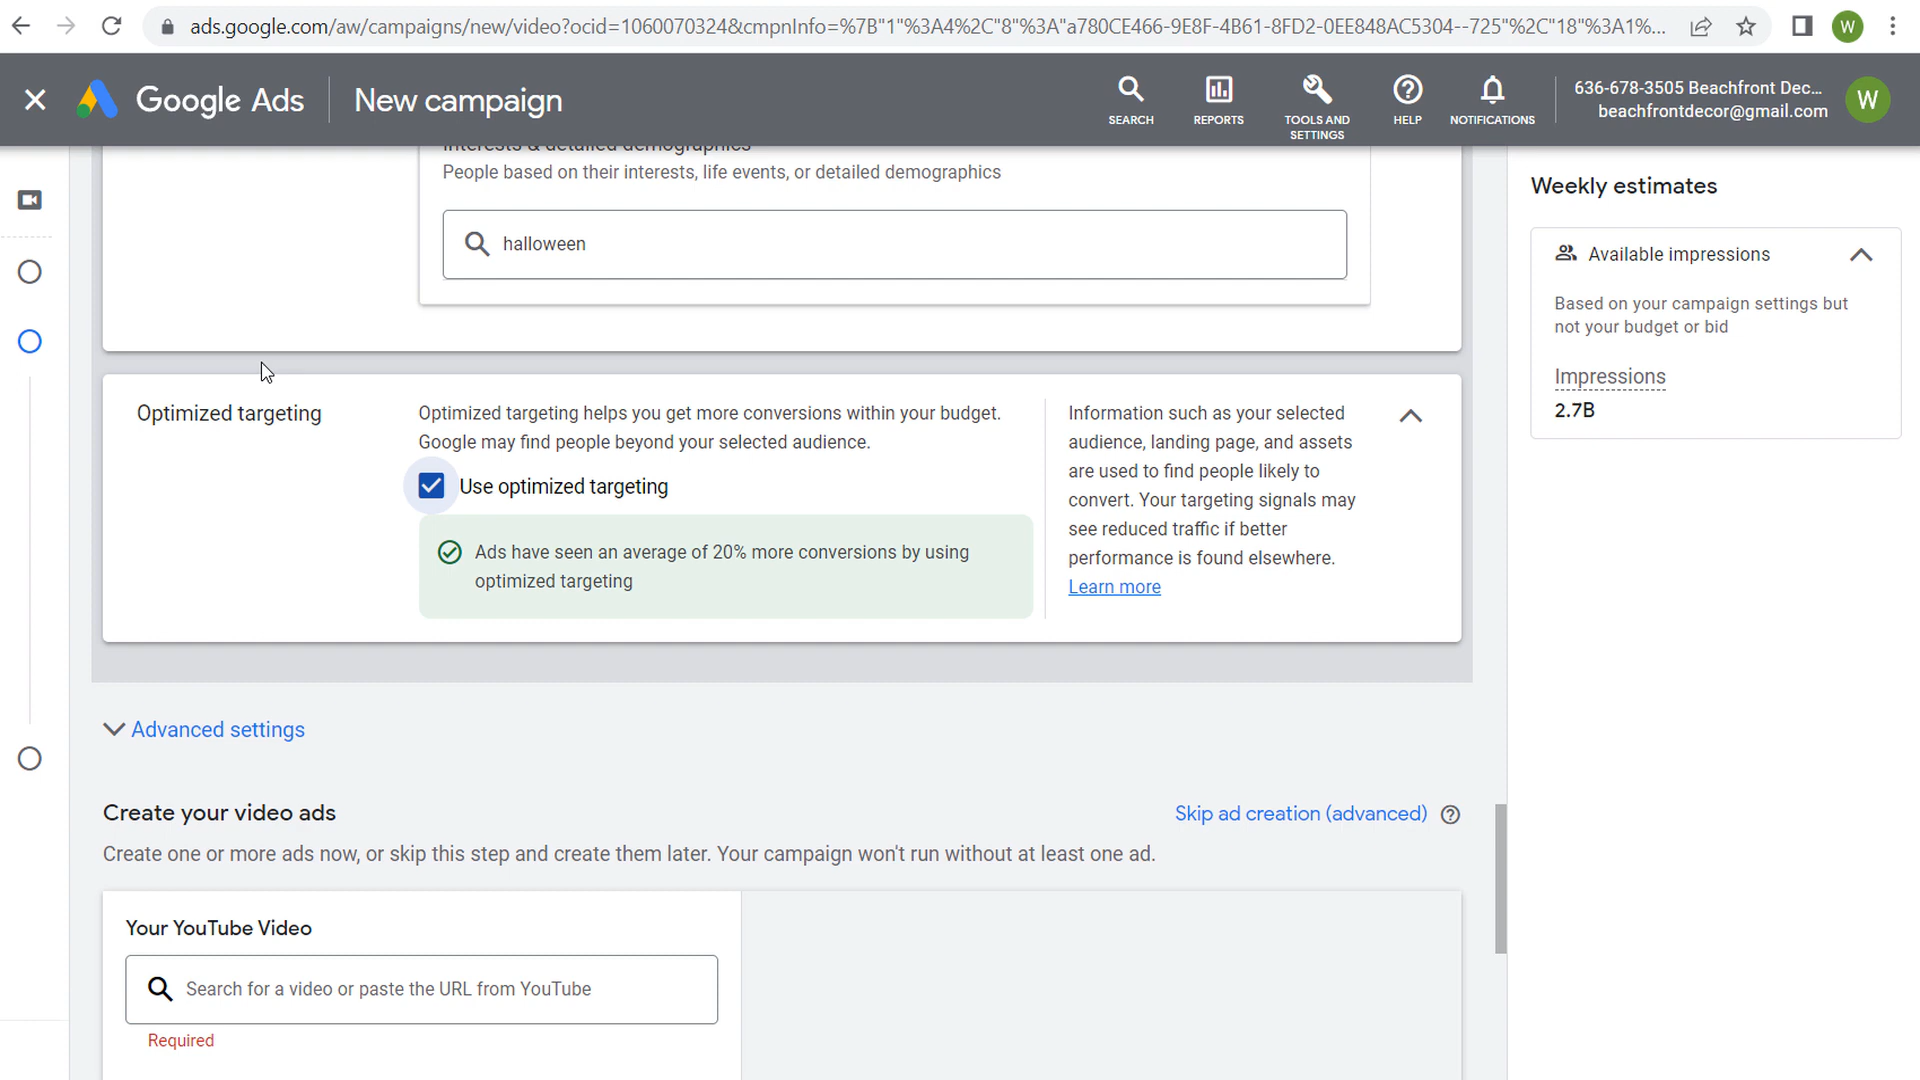 ads.google.com/aw/campaigns/new/video?ocid=1060070324&cmpnInfo=%7B"1"%3A4%2C"8"%3A"a780CE466-9E8F-4B61-8FD2-0EE848AC5304--725"%2C"18"%3A1%...
W
Google Ads
New campaign
SEARCH
REPORTS
TOOLS AND
SETTINGS
HELP
NOTIFICATIONS
636-678-3505 Beachfront Dec...
beachfrontdecor@gmail.com
W
Interests & detailed demographics
People based on their interests, life events, or detailed demographics
halloween
Optimized targeting
Optimized targeting helps you get more conversions within your budget.
Google may find people beyond your selected audience.
Use optimized targeting
Ads have seen an average of 20% more conversions by using
optimized targeting
Information such as your selected
audience, landing page, and assets
are used to find people likely to
convert. Your targeting signals may
see reduced traffic if better
performance is found elsewhere.
Learn more
Advanced settings
Create your video ads
Skip ad creation (advanced)
Create one or more ads now, or skip this step and create them later. Your campaign won't run without at least one ad.
Your YouTube Video
Search for a video or paste the URL from YouTube
Required
Weekly estimates
Available impressions
Based on your campaign settings but
not your budget or bid
Impressions
2.7B